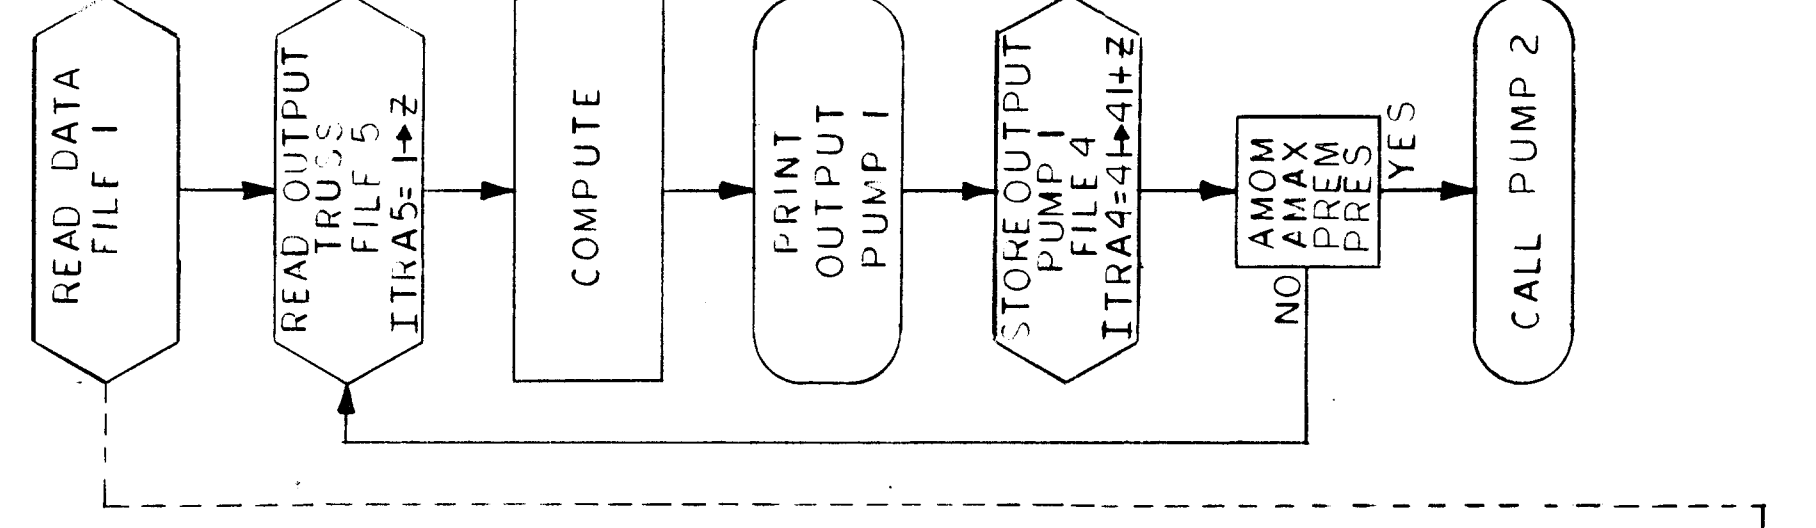 READ DATA
FILE 1
READ OUTPUT
TRUSS
FILE 5
ITRA5=1→Z
COMPUTE
PRINT
OUTPUT
PUMP 1
STORE OUTPUT
PUMP 1
FILE 4
ITRA4=41→41+Z
AMOM
AMAX
PREM
PRES
NO
YES
CALL PUMP 2